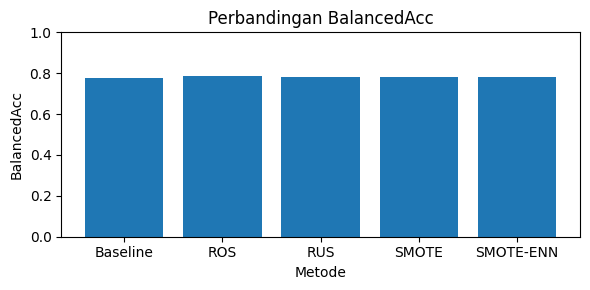 Perbandingan BalancedAcc
BalancedAcc
1.0
0.8
0.6
0.4
0.2
0.0
Baseline ROS RUS SMOTE SMOTE-ENN
Metode